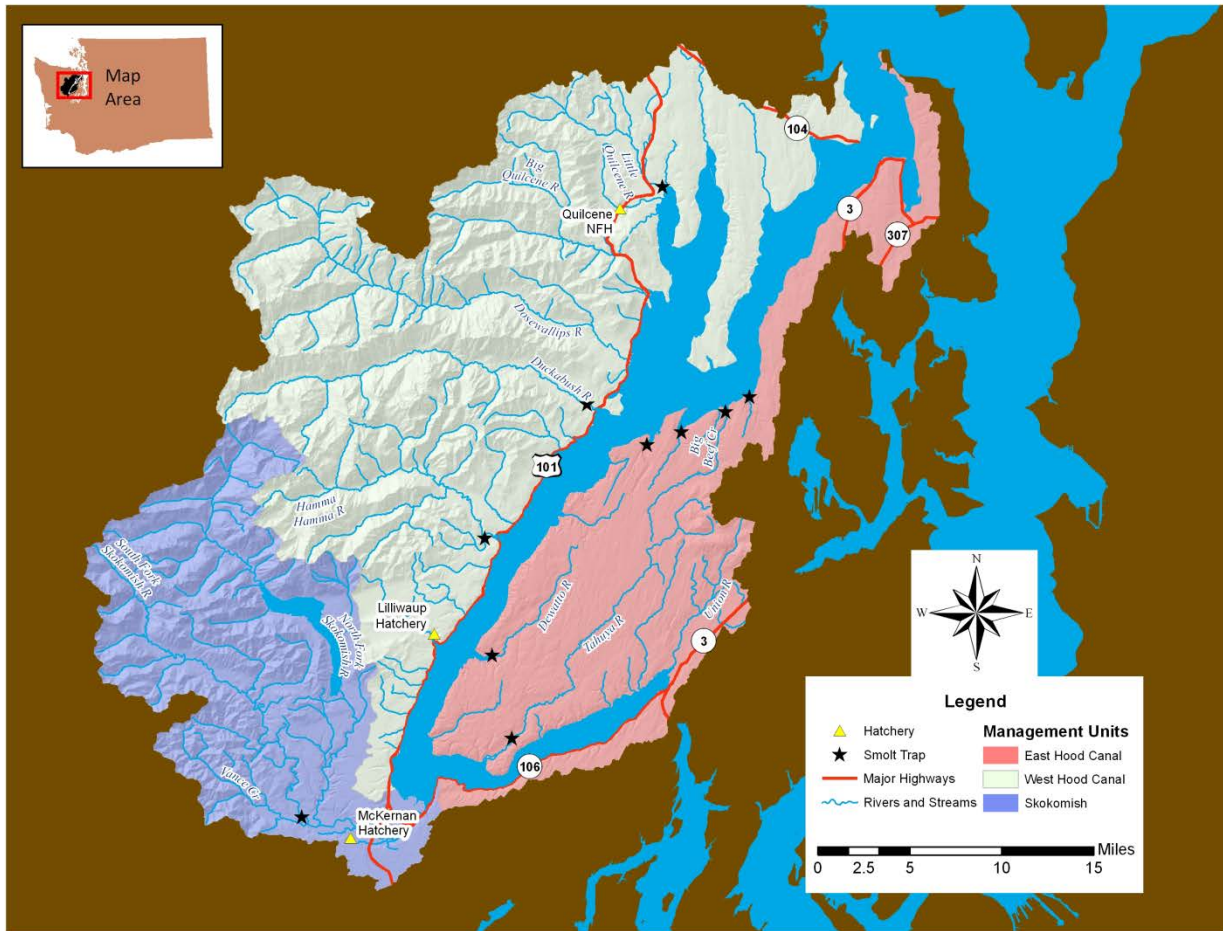 Map
Area
104
Little
Quilcene R
Big
Quilcene R
3
Quilcene
NFH
307
Dosewallips R
Duckabush R
Big
Beef Cr
101
Hamma
Hamma R
South Fork
Skokomish R
N
W
E
S
Lilliwaup
Hatchery
Dewatto R
Union R
Tahuya R
North Fork
Skokomish R
3
106
Vance Cr
McKernan
Hatchery
Legend
Hatchery
Smolt Trap
Major Highways
Rivers and Streams
Management Units
East Hood Canal
West Hood Canal
Skokomish
Miles
0 2.5 5 10 15